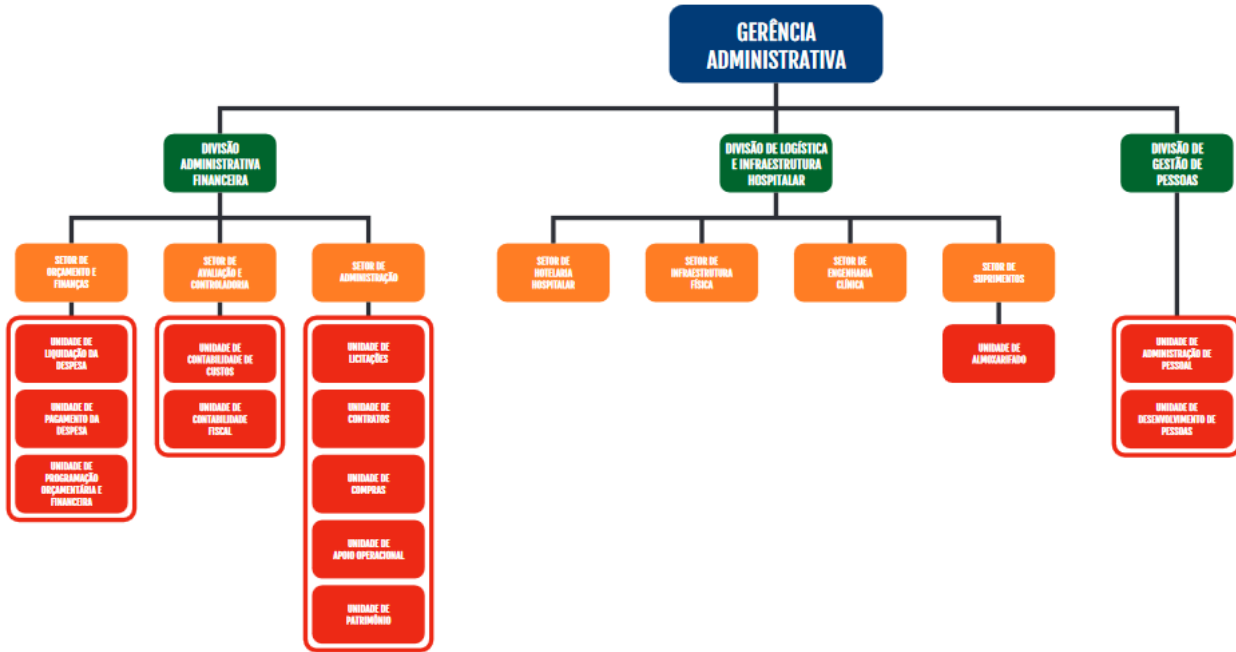 GERÊNCIA
ADMINISTRATIVA
DIVISÃO
ADMINISTRATIVA
FINANCEIRA
DIVISÃO DE LOGÍSTICA
E INFRAESTRUTURA
HOSPITALAR
DIVISÃO DE
GESTÃO DE
PESSOAS
SETOR DE
ORÇAMENTO E
FINANÇAS
SETOR DE
AVALIAÇÃO E
CONTROLADORIA
SETOR DE
ADMINISTRAÇÃO
SETOR DE
HOTELARIA
HOSPITALAR
SETOR DE
INFRAESTRUTURA
FÍSICA
SETOR DE
ENGENHARIA
CLÍNICA
SETOR DE
SUPRIMENTOS
UNIDADE DE
LIQUIDAÇÃO DA
DESPESA
UNIDADE DE
PAGAMENTO DA
DESPESA
UNIDADE DE
PROGRAMAÇÃO
ORÇAMENTÁRIA E
FINANCEIRA
UNIDADE DE
CONTABILIDADE DE
CUSTOS
UNIDADE DE
CONTABILIDADE
FISCAL
UNIDADE DE
LICITAÇÕES
UNIDADE DE
CONTRATOS
UNIDADE DE
COMPRAS
UNIDADE DE
APOIO OPERACIONAL
UNIDADE DE
PATRIMÔNIO
UNIDADE DE
ALMOXARIFADO
UNIDADE DE
ADMINISTRAÇÃO DE
PESSOAL
UNIDADE DE
DESENVOLVIMENTO DE
PESSOAS